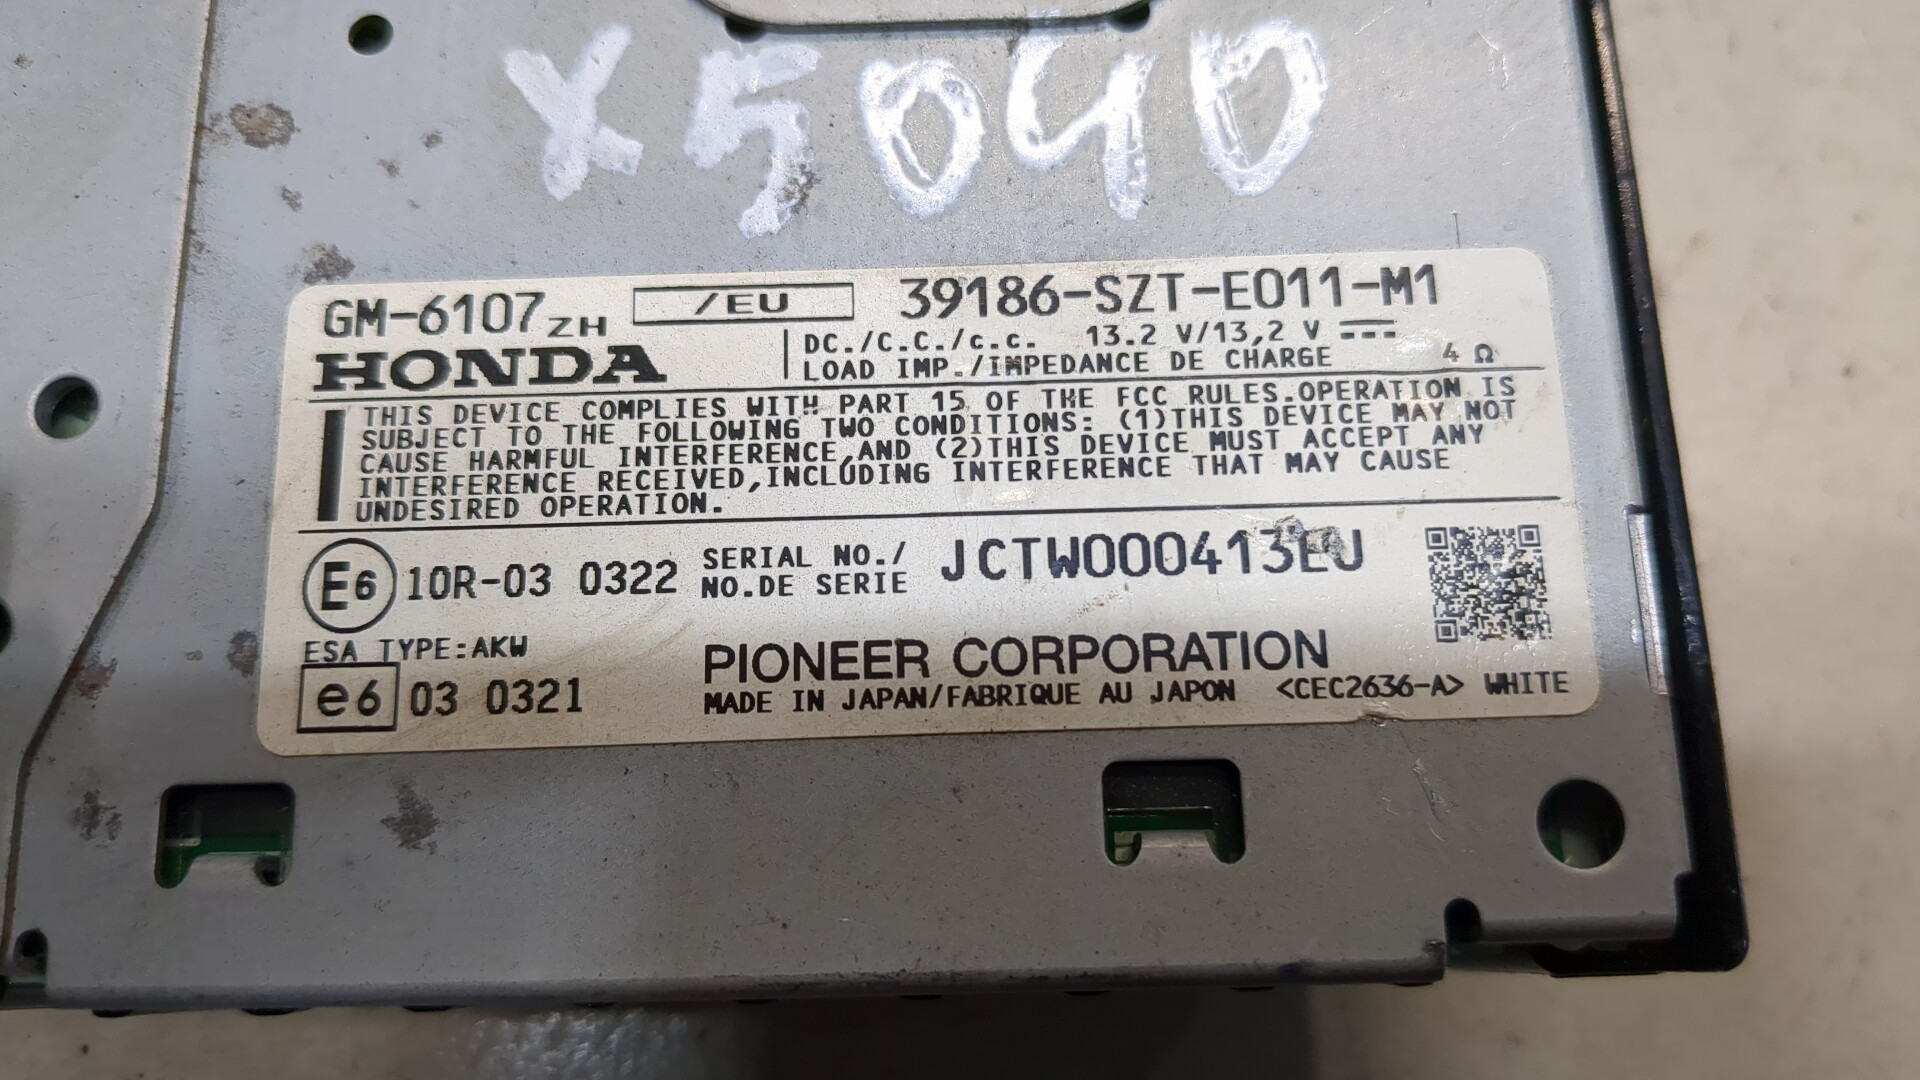 X5040
GM-6107ZH /EU 39186-SZT-E011-M1
HONDA
DC./C.C./c.c. 13.2 V/13,2 V
LOAD IMP./IMPEDANCE DE CHARGE 4 Ω
THIS DEVICE COMPLIES WITH PART 15 OF THE FCC RULES.OPERATION IS
SUBJECT TO THE FOLLOWING TWO CONDITIONS: (1)THIS DEVICE MAY NOT
CAUSE HARMFUL INTERFERENCE,AND (2)THIS DEVICE MUST ACCEPT ANY
INTERFERENCE RECEIVED,INCLUDING INTERFERENCE THAT MAY CAUSE
UNDESIRED OPERATION.
E6 10R-03 0322
SERIAL NO./
NO.DE SERIE
JCTW000413EU
ESA TYPE:AKW
e6 03 0321
PIONEER CORPORATION
MADE IN JAPAN/FABRIQUE AU JAPON <CEC2636-A> WHITE